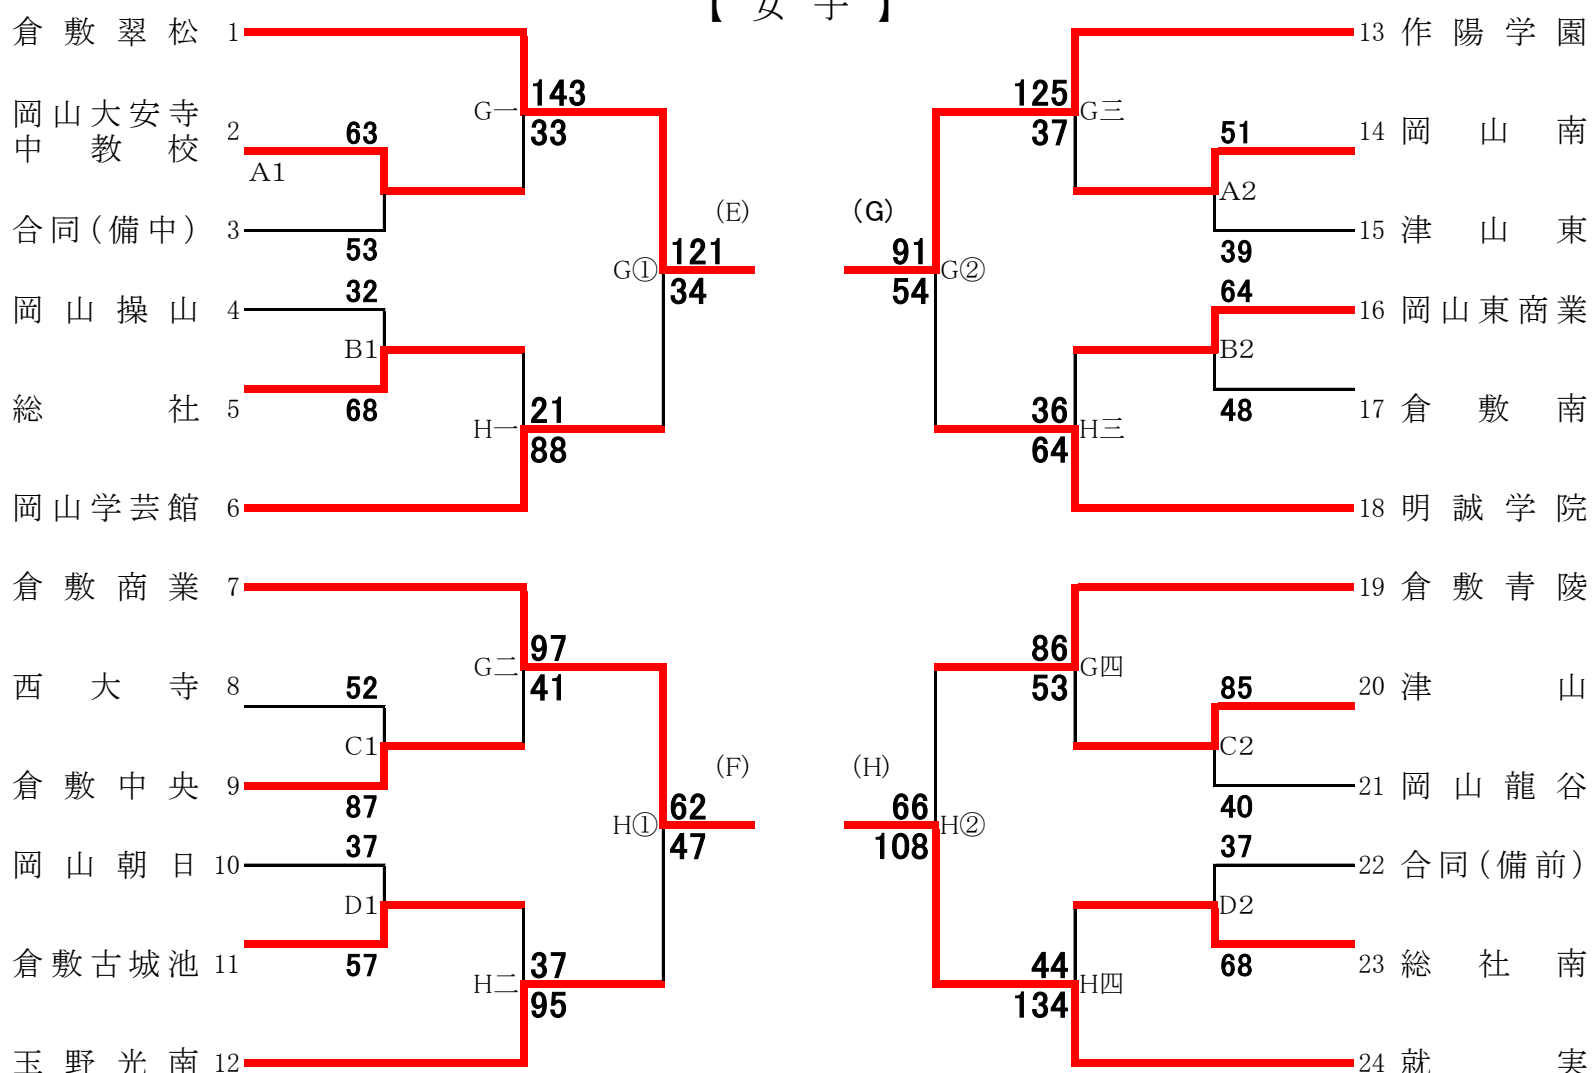 【 女 子 】
倉敷翠松 1
岡山大安寺
中教校 2
合同(備中) 3
岡山操山 4
総社 5
岡山学芸館 6
倉敷商業 7
西大寺 8
倉敷中央 9
岡山朝日 10
倉敷古城池 11
玉野光南 12
63
A1
53
32
B1
68
52
C1
87
37
D1
57
G一
143
33
H一
21
88
G二
97
41
H二
37
95
(E)
G①
121
34
(F)
H①
62
47
(G)
91
G②
54
(H)
66
H②
108
125
G三
37
36
H三
64
86
G四
53
44
H四
134
51
A2
39
64
B2
48
85
C2
40
37
D2
68
13 作陽学園
14 岡山南
15 津山東
16 岡山東商業
17 倉敷南
18 明誠学院
19 倉敷青陵
20 津山
21 岡山龍谷
22 合同(備前)
23 総社南
24 就実